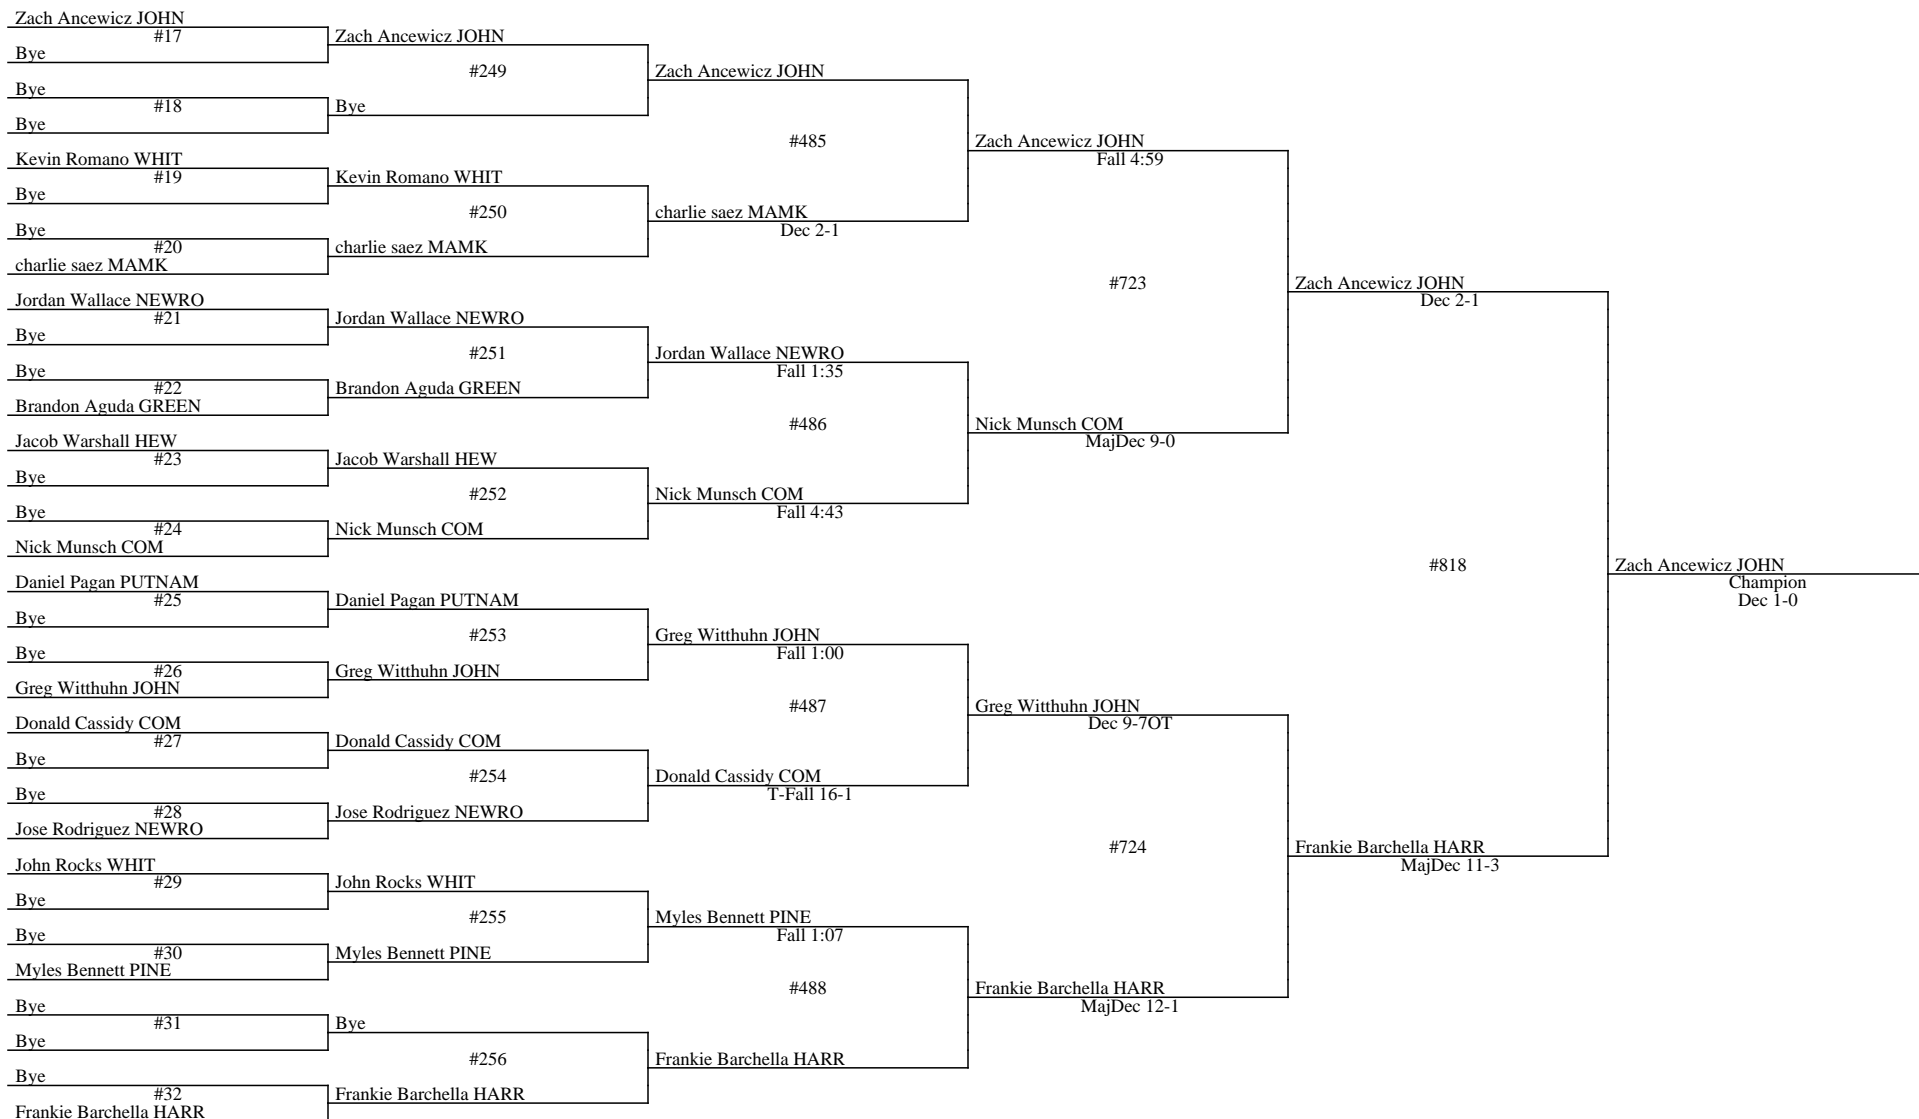 Zach Ancewicz JOHN
#17
Bye
Bye
#18
Bye
Kevin Romano WHIT
#19
Bye
Bye
#20
charlie saez MAMK
Jordan Wallace NEWRO
#21
Bye
Bye
#22
Brandon Aguda GREEN
Jacob Warshall HEW
#23
Bye
Bye
#24
Nick Munsch COM
Daniel Pagan PUTNAM
#25
Bye
Bye
#26
Greg Witthuhn JOHN
Donald Cassidy COM
#27
Bye
Bye
#28
Jose Rodriguez NEWRO
John Rocks WHIT
#29
Bye
Bye
#30
Myles Bennett PINE
Bye
#31
Bye
Bye
#32
Frankie Barchella HARR
Zach Ancewicz JOHN
#249
Bye
Kevin Romano WHIT
#250
charlie saez MAMK
Jordan Wallace NEWRO
#251
Brandon Aguda GREEN
Jacob Warshall HEW
#252
Nick Munsch COM
Daniel Pagan PUTNAM
#253
Greg Witthuhn JOHN
Donald Cassidy COM
#254
Jose Rodriguez NEWRO
John Rocks WHIT
#255
Myles Bennett PINE
Bye
#256
Frankie Barchella HARR
Zach Ancewicz JOHN
#485
charlie saez MAMK
Dec 2-1
Jordan Wallace NEWRO
Fall 1:35
#486
Nick Munsch COM
Fall 4:43
Greg Witthuhn JOHN
Fall 1:00
#487
Donald Cassidy COM
T-Fall 16-1
Myles Bennett PINE
Fall 1:07
#488
Frankie Barchella HARR
Zach Ancewicz JOHN
Fall 4:59
#723
Nick Munsch COM
MajDec 9-0
Greg Witthuhn JOHN
Dec 9-7OT
#724
Frankie Barchella HARR
MajDec 12-1
Zach Ancewicz JOHN
Dec 2-1
#818
Frankie Barchella HARR
MajDec 11-3
Zach Ancewicz JOHN
Champion
Dec 1-0